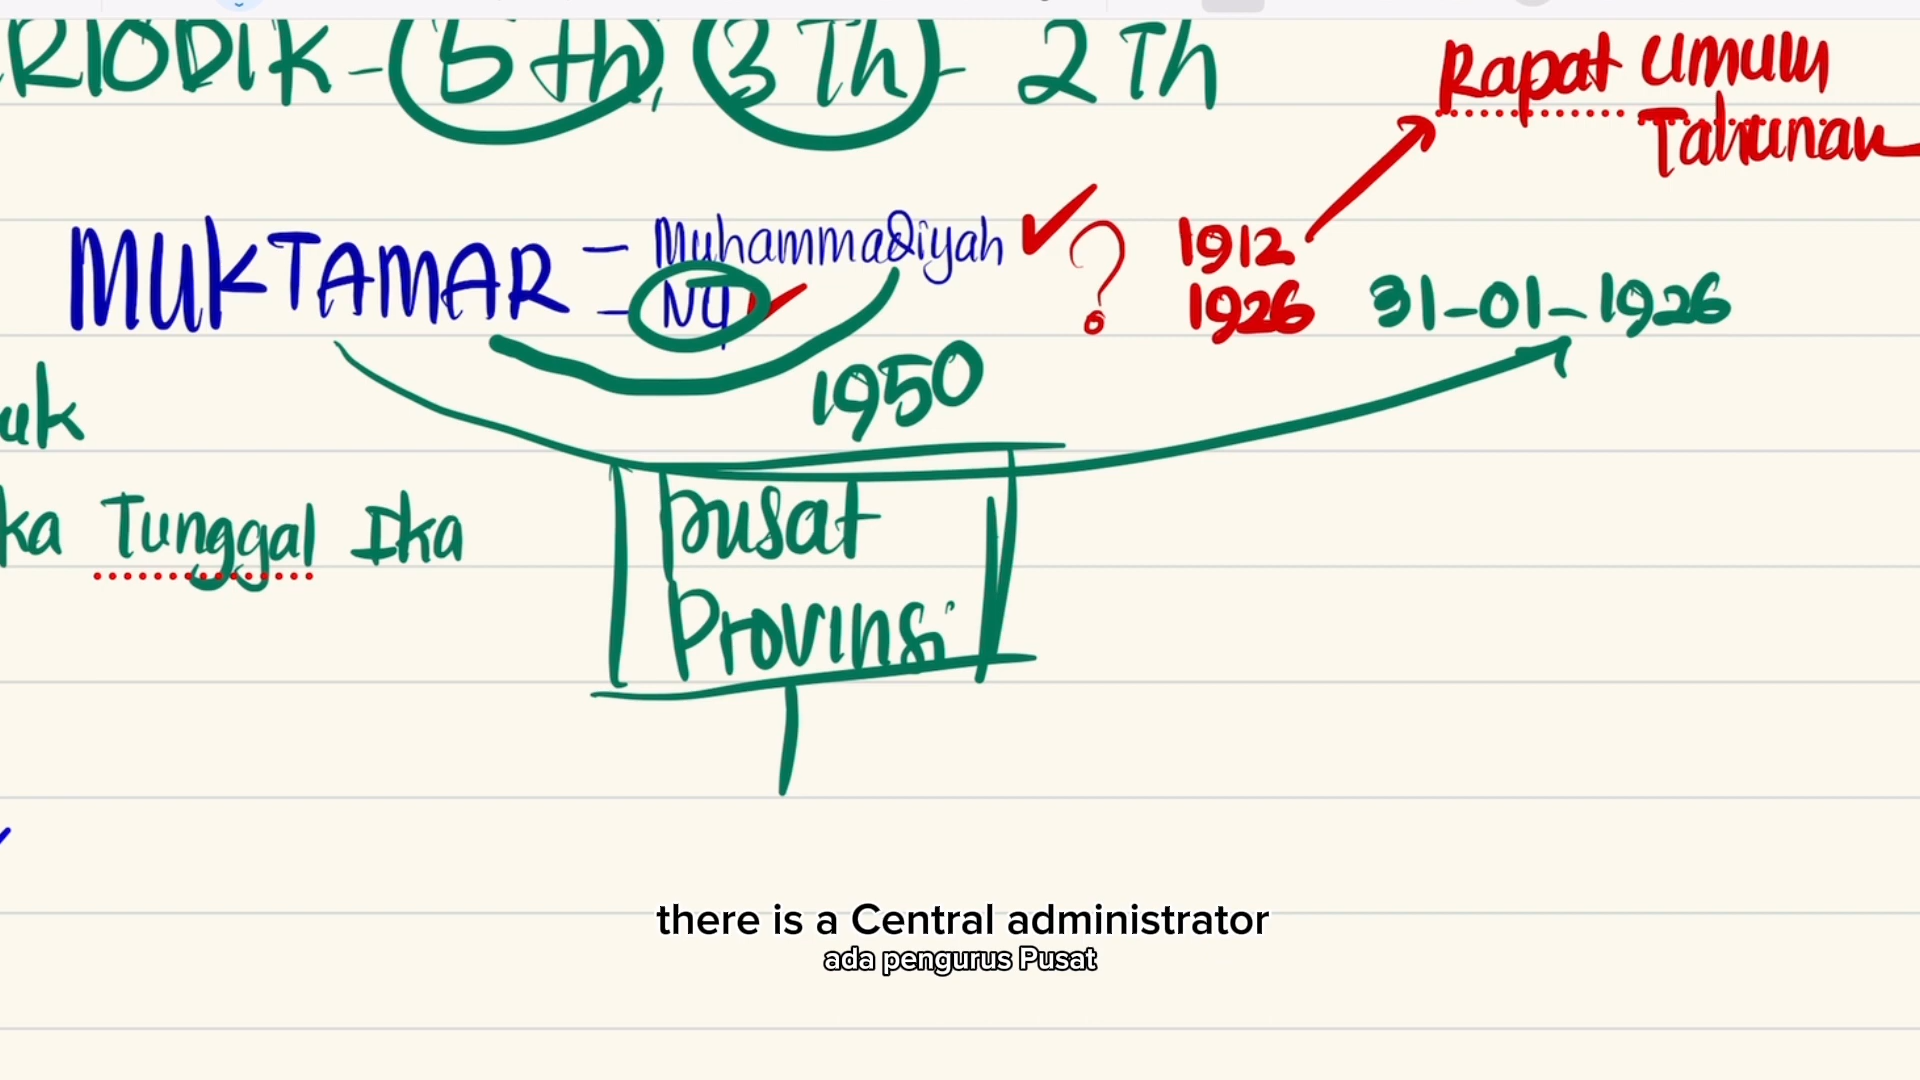 RIODIK - 5 th, 3 Th - 2 Th
Rapat Umum
Tahunan
MUKTAMAR - Muhammadiyah ✓ ? 1912
- NU ✓ 1926 31-01-1926
1950
uk
ka Tunggal Ika
pusat
Provinsi
there is a Central administrator
ada pengurus Pusat